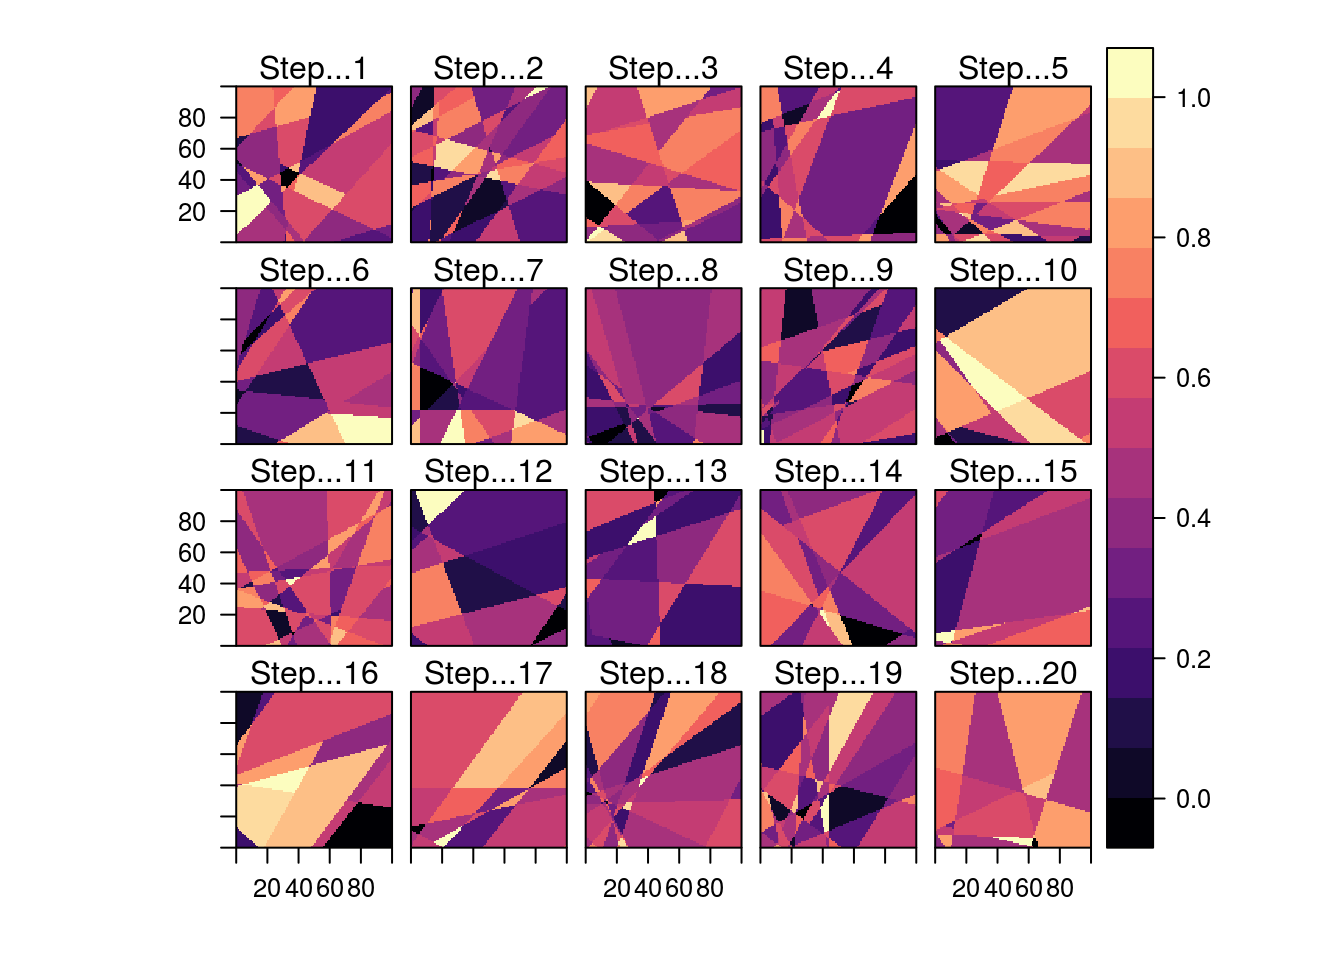 Step...1 Step...2 Step...3 Step...4 Step...5
80
60
40
20
1.0
0.8
Step...6 Step...7 Step...8 Step...9 Step...10
0.6
Step...11 Step...12 Step...13 Step...14 Step...15
80
60
40
20
0.4
0.2
Step...16 Step...17 Step...18 Step...19 Step...20
0.0
20 40 60 80 20 40 60 80 20 40 60 80